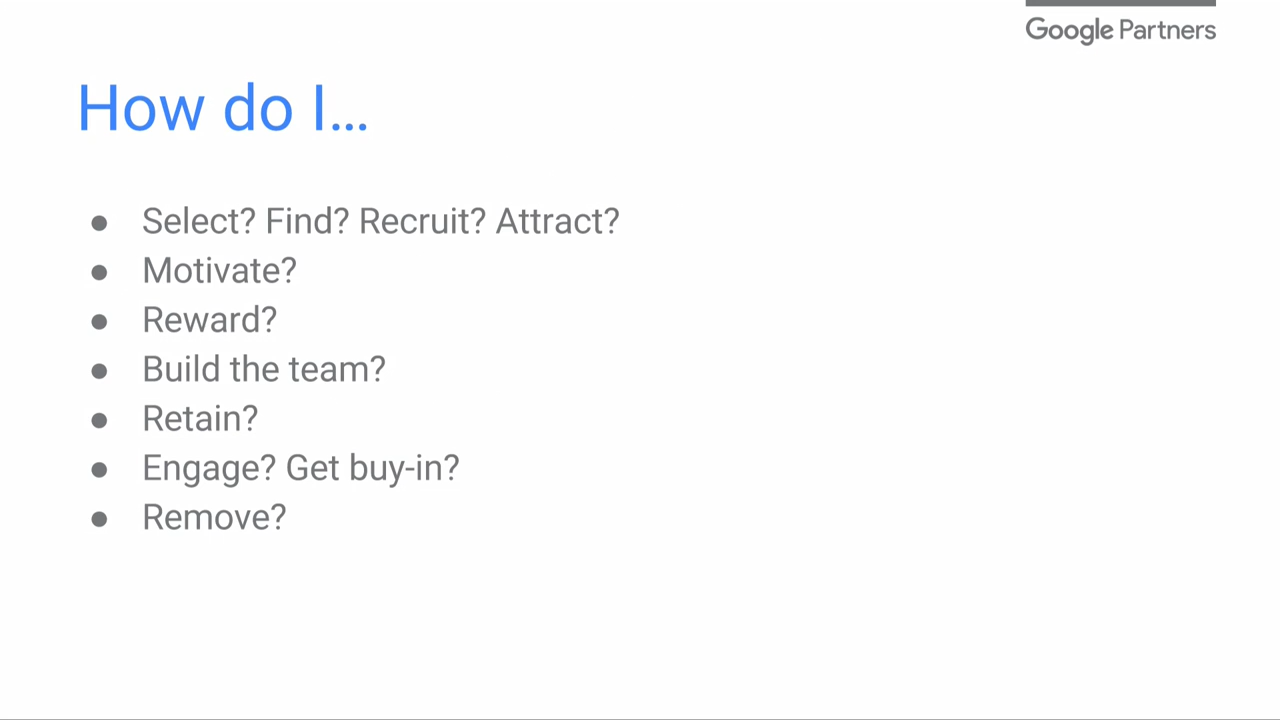 Google Partners
How do I...
● Select? Find? Recruit? Attract?
● Motivate?
● Reward?
● Build the team?
● Retain?
● Engage? Get buy-in?
● Remove?